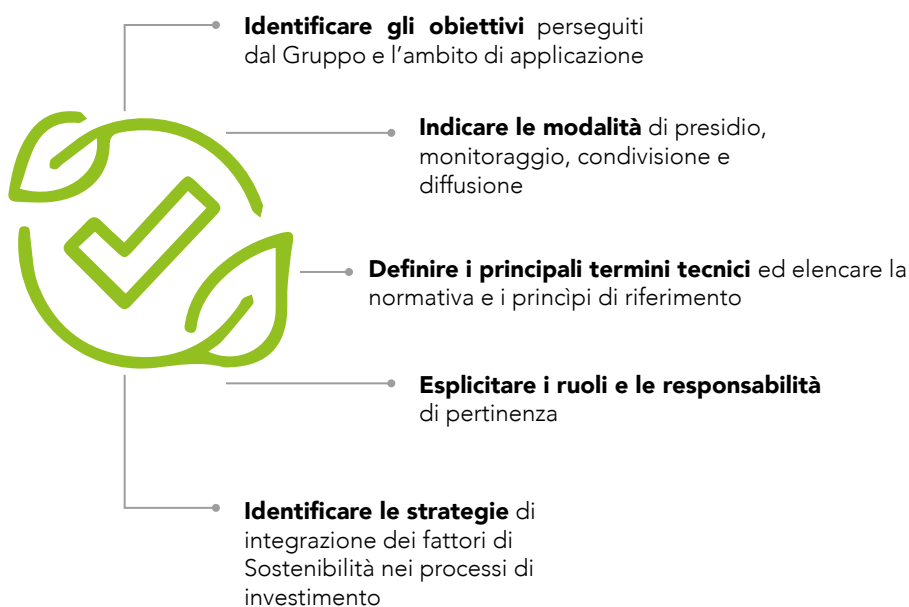 Identificare gli obiettivi perseguiti
dal Gruppo e l’ambito di applicazione
Indicare le modalità di presidio,
monitoraggio, condivisione e
diffusione
Definire i principali termini tecnici ed elencare la
normativa e i princìpi di riferimento
Esplicitare i ruoli e le responsabilità
di pertinenza
Identificare le strategie di
integrazione dei fattori di
Sostenibilità nei processi di
investimento